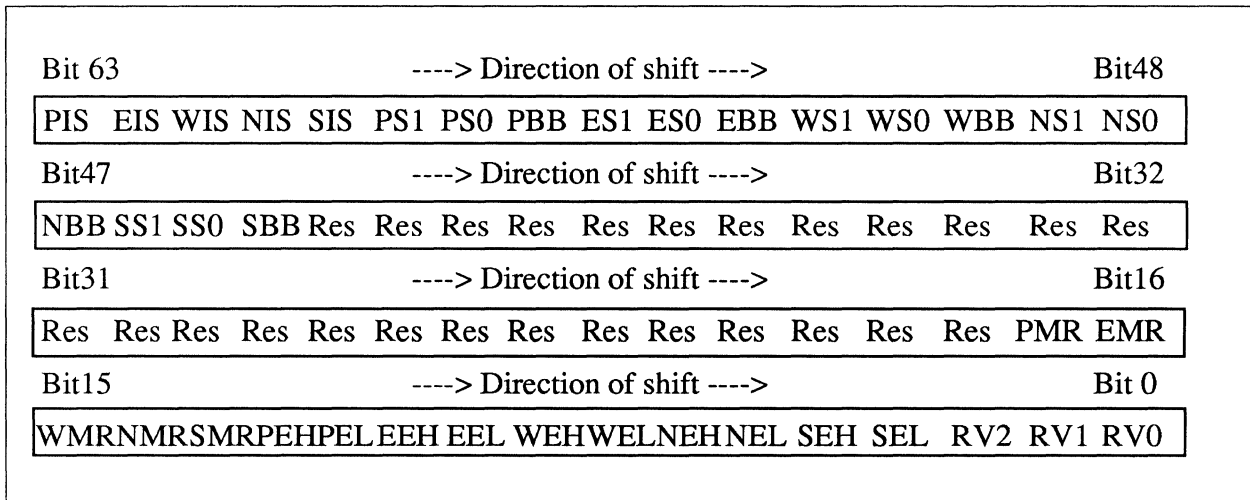 Bit 63 ----> Direction of shift ----> Bit48
PIS EIS WIS NIS SIS PS1 PS0 PBB ES1 ES0 EBB WS1 WS0 WBB NS1 NS0
Bit47 ----> Direction of shift ----> Bit32
NBB SS1 SS0 SBB Res Res Res Res Res Res Res Res Res Res Res Res
Bit31 ----> Direction of shift ----> Bit16
Res Res Res Res Res Res Res Res Res Res Res Res Res Res PMR EMR
Bit15 ----> Direction of shift ----> Bit 0
WMRNMRSMRPEHPELEEH EEL WEHWELNEHNEL SEH SEL RV2 RV1 RV0